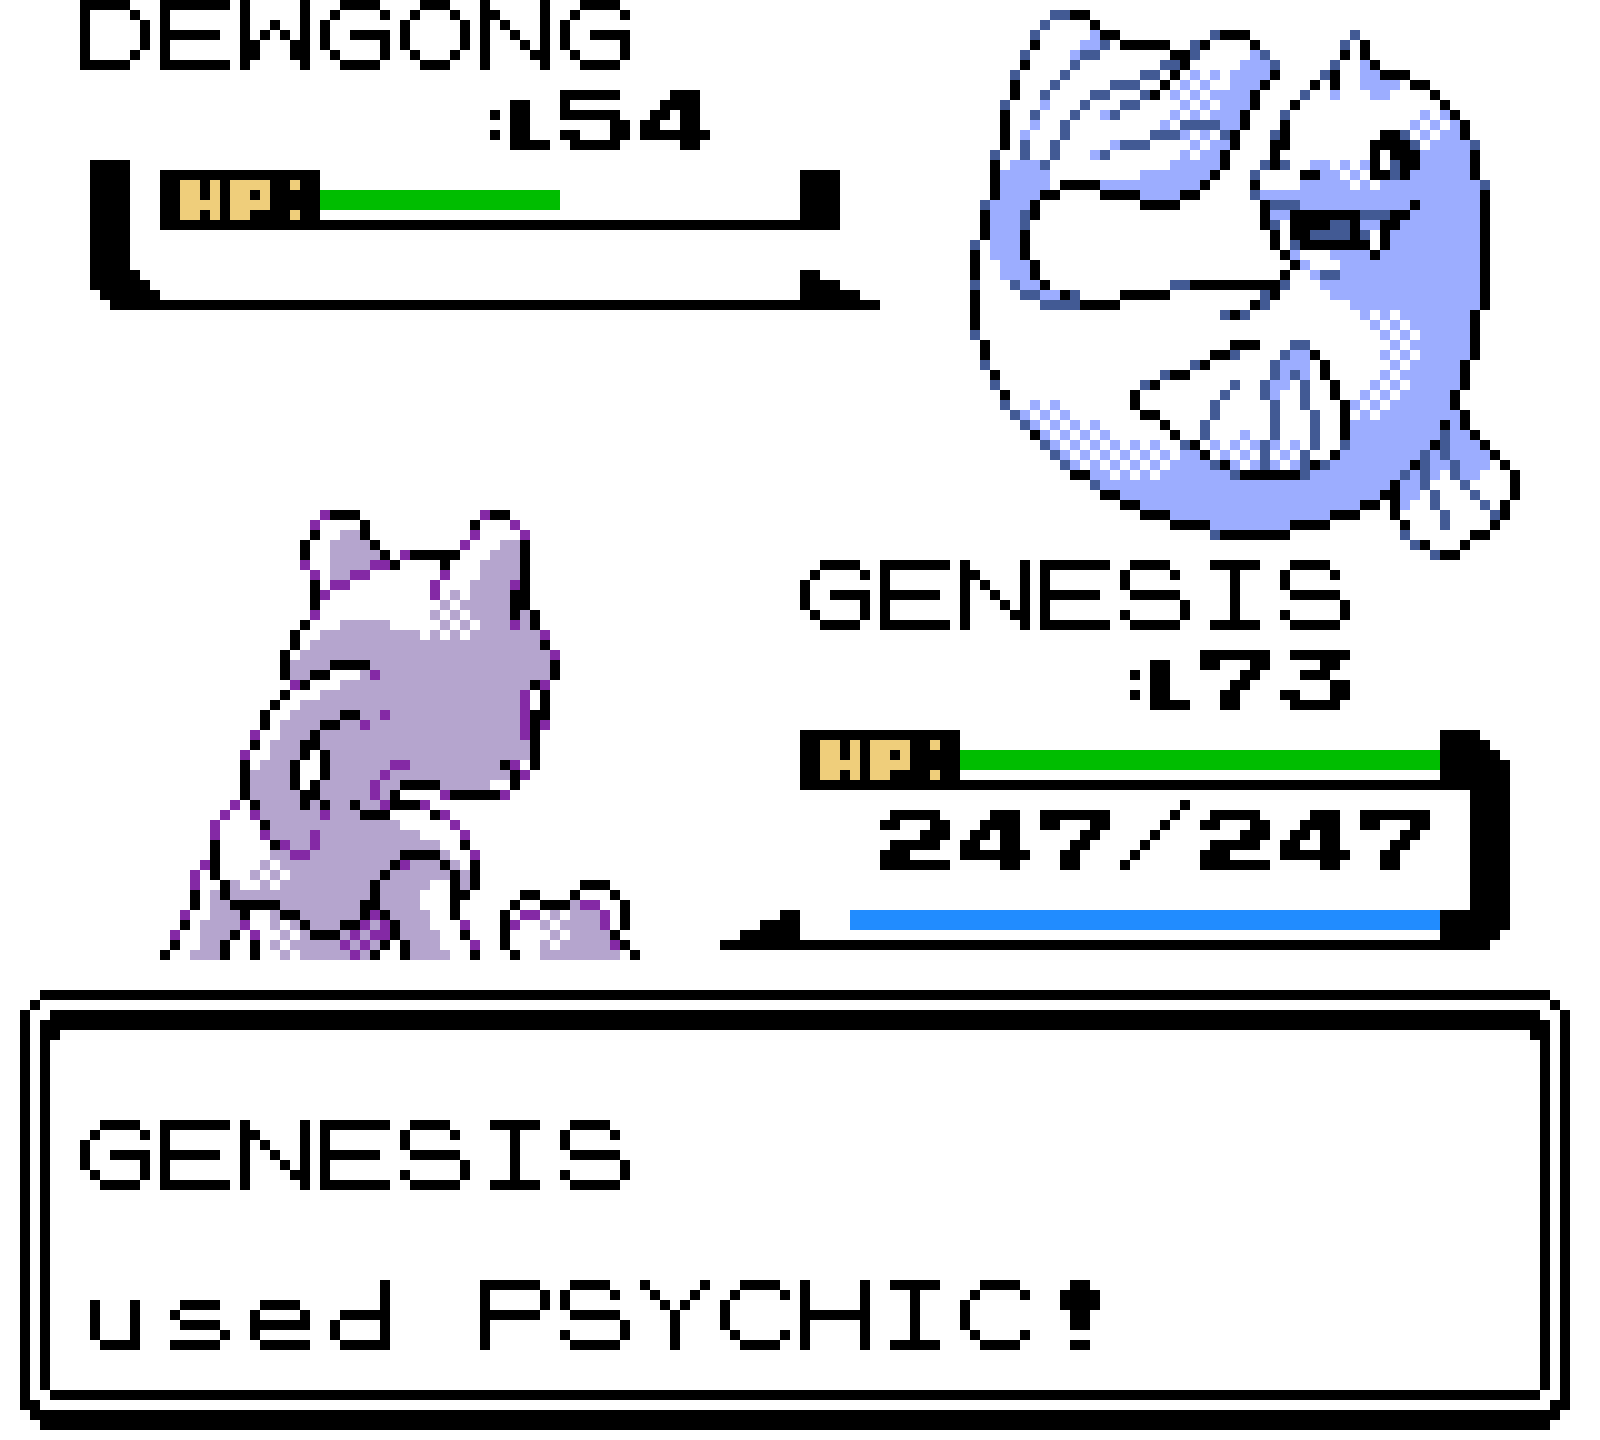 DEWGONG
:L54
HP:
GENESIS
:L73
HP:
247/247
GENESIS
used PSYCHIC!